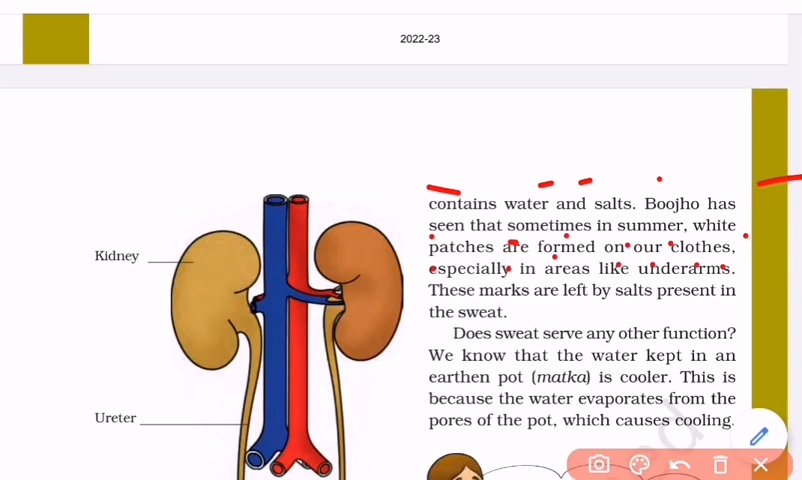 2022-23
Kidney
Ureter
contains water and salts. Boojho has
seen that sometimes in summer, white
patches are formed on our clothes,
especially in areas like underarms.
These marks are left by salts present in
the sweat.
Does sweat serve any other function?
We know that the water kept in an
earthen pot (matka) is cooler. This is
because the water evaporates from the
pores of the pot, which causes cooling.